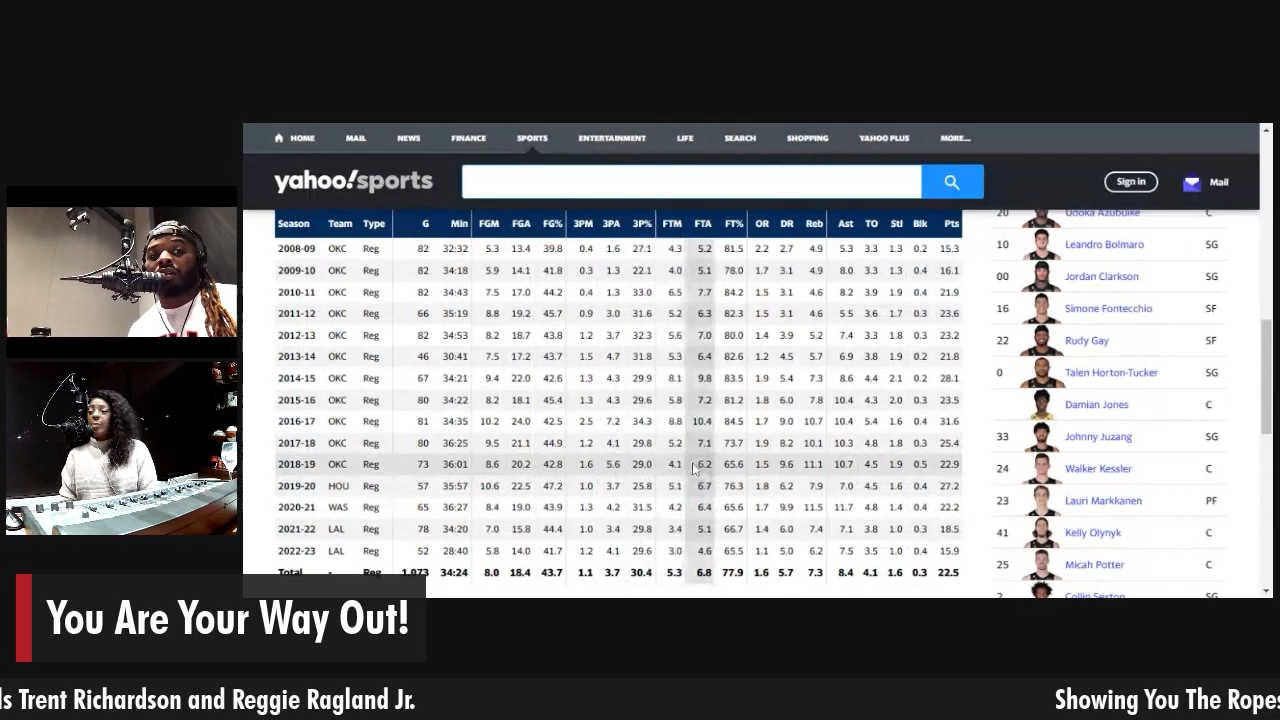 HOME MAIL NEWS FINANCE SPORTS ENTERTAINMENT LIFE SEARCH SHOPPING YAHOO PLUS MORE...
yahoo!sports Sign in Mail
Season Team Type G Min FGM FGA FG% 3PM 3PA 3P% FTM FTA FT% OR DR Reb Ast TO Stl Blk Pts
2008-09 OKC Reg 82 32:32 5.3 13.4 39.8 0.4 1.6 27.1 4.3 5.2 81.5 2.2 2.7 4.9 5.3 3.3 1.3 0.2 15.3
2009-10 OKC Reg 82 34:18 5.9 14.1 41.8 0.3 1.3 22.1 4.0 5.1 78.0 1.7 3.1 4.9 8.0 3.3 1.3 0.4 16.1
2010-11 OKC Reg 82 34:43 7.5 17.0 44.2 0.4 1.3 33.0 6.5 7.7 84.2 1.5 3.1 4.6 8.2 3.9 1.9 0.4 21.9
2011-12 OKC Reg 66 35:19 8.8 19.2 45.7 0.9 3.0 31.6 5.2 6.3 82.3 1.5 3.1 4.6 5.5 3.6 1.7 0.3 23.6
2012-13 OKC Reg 82 34:53 8.2 18.7 43.8 1.2 3.7 32.3 5.6 7.0 80.0 1.4 3.9 5.2 7.4 3.3 1.8 0.3 23.2
2013-14 OKC Reg 46 30:41 7.5 17.2 43.7 1.5 4.7 31.8 5.3 6.4 82.6 1.2 4.5 5.7 6.9 3.8 1.9 0.2 21.8
2014-15 OKC Reg 67 34:21 9.4 22.0 42.6 1.3 4.3 29.9 8.1 9.8 83.5 1.9 5.4 7.3 8.6 4.4 2.1 0.2 28.1
2015-16 OKC Reg 80 34:22 8.2 18.1 45.4 1.3 4.3 29.6 5.8 7.2 81.2 1.8 6.0 7.8 10.4 4.3 2.0 0.3 23.5
2016-17 OKC Reg 81 34:35 10.2 24.0 42.5 2.5 7.2 34.3 8.8 10.4 84.5 1.7 9.0 10.7 10.4 5.4 1.6 0.4 31.6
2017-18 OKC Reg 80 36:25 9.5 21.1 44.9 1.2 4.1 29.8 5.2 7.1 73.7 1.9 8.2 10.1 10.3 4.8 1.8 0.3 25.4
2018-19 OKC Reg 73 36:01 8.6 20.2 42.8 1.6 5.6 29.0 4.1 6.2 65.6 1.5 9.6 11.1 10.7 4.5 1.9 0.5 22.9
2019-20 HOU Reg 57 35:57 10.6 22.5 47.2 1.0 3.7 25.8 5.1 6.7 76.3 1.8 6.2 7.9 7.0 4.5 1.6 0.4 27.2
2020-21 WAS Reg 65 36:27 8.4 19.0 43.9 1.3 4.2 31.5 4.2 6.4 65.6 1.7 9.9 11.5 11.7 4.8 1.4 0.4 22.2
2021-22 LAL Reg 78 34:20 7.0 15.8 44.4 1.0 3.4 29.8 3.4 5.1 66.7 1.4 6.0 7.4 7.1 3.8 1.0 0.3 18.5
2022-23 LAL Reg 52 28:40 5.8 14.0 41.7 1.2 4.1 29.6 3.0 4.6 65.5 1.1 5.0 6.2 7.5 3.5 1.0 0.4 15.9
Total - Reg 1,073 34:24 8.0 18.4 43.7 1.1 3.7 30.4 5.3 6.8 77.9 1.6 5.7 7.3 8.4 4.1 1.6 0.3 22.5
20 Udoka Azubuike C
10 Leandro Bolmaro SG
00 Jordan Clarkson SG
16 Simone Fontecchio SF
22 Rudy Gay SF
0 Talen Horton-Tucker SG
Damian Jones C
33 Johnny Juzang SG
24 Walker Kessler C
23 Lauri Markkanen PF
41 Kelly Olynyk C
25 Micah Potter C
2 Collin Sexton SG
You Are Your Way Out!
ls Trent Richardson and Reggie Ragland Jr. Showing You The Ropes